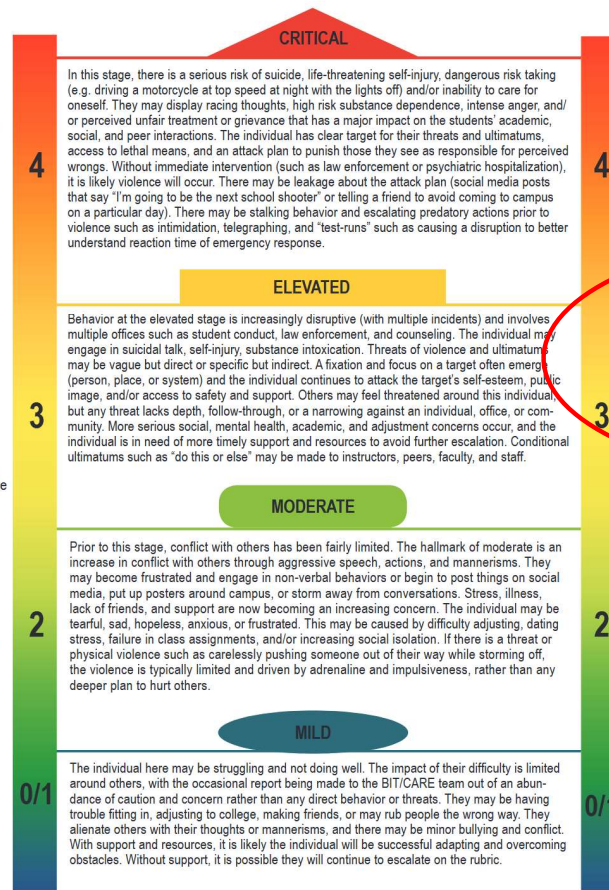 CRITICAL
In this stage, there is a serious risk of suicide, life-threatening self-injury, dangerous risk taking
(e.g. driving a motorcycle at top speed at night with the lights off) and/or inability to care for
oneself. They may display racing thoughts, high risk substance dependence, intense anger, and/
or perceived unfair treatment or grievance that has a major impact on the students' academic,
social, and peer interactions. The individual has clear target for their threats and ultimatums,
access to lethal means, and an attack plan to punish those they see as responsible for perceived
wrongs. Without immediate intervention (such as law enforcement or psychiatric hospitalization),
it is likely violence will occur. There may be leakage about the attack plan (social media posts
that say "I'm going to be the next school shooter" or telling a friend to avoid coming to campus
on a particular day). There may be stalking behavior and escalating predatory actions prior to
violence such as intimidation, telegraphing, and "test-runs" such as causing a disruption to better
understand reaction time of emergency response.
4
4
ELEVATED
Behavior at the elevated stage is increasingly disruptive (with multiple incidents) and involves
multiple offices such as student conduct, law enforcement, and counseling. The individual may
engage in suicidal talk, self-injury, substance intoxication. Threats of violence and ultimatums
may be vague but direct or specific but indirect. A fixation and focus on a target often emerge
(person, place, or system) and the individual continues to attack the target's self-esteem, public
image, and/or access to safety and support. Others may feel threatened around this individual,
but any threat lacks depth, follow-through, or a narrowing against an individual, office, or com-
munity. More serious social, mental health, academic, and adjustment concerns occur, and the
individual is in need of more timely support and resources to avoid further escalation. Conditional
ultimatums such as "do this or else" may be made to instructors, peers, faculty, and staff.
3
3
e
MODERATE
Prior to this stage, conflict with others has been fairly limited. The hallmark of moderate is an
increase in conflict with others through aggressive speech, actions, and mannerisms. They
may become frustrated and engage in non-verbal behaviors or begin to post things on social
media, put up posters around campus, or storm away from conversations. Stress, illness,
lack of friends, and support are now becoming an increasing concern. The individual may be
tearful, sad, hopeless, anxious, or frustrated. This may be caused by difficulty adjusting, dating
stress, failure in class assignments, and/or increasing social isolation. If there is a threat or
physical violence such as carelessly pushing someone out of their way while storming off,
the violence is typically limited and driven by adrenaline and impulsiveness, rather than any
deeper plan to hurt others.
2
2
MILD
The individual here may be struggling and not doing well. The impact of their difficulty is limited
around others, with the occasional report being made to the BIT/CARE team out of an abun-
dance of caution and concern rather than any direct behavior or threats. They may be having
trouble fitting in, adjusting to college, making friends, or may rub people the wrong way. They
alienate others with their thoughts or mannerisms, and there may be minor bullying and conflict.
With support and resources, it is likely the individual will be successful adapting and overcoming
obstacles. Without support, it is possible they will continue to escalate on the rubric.
0/1
0/